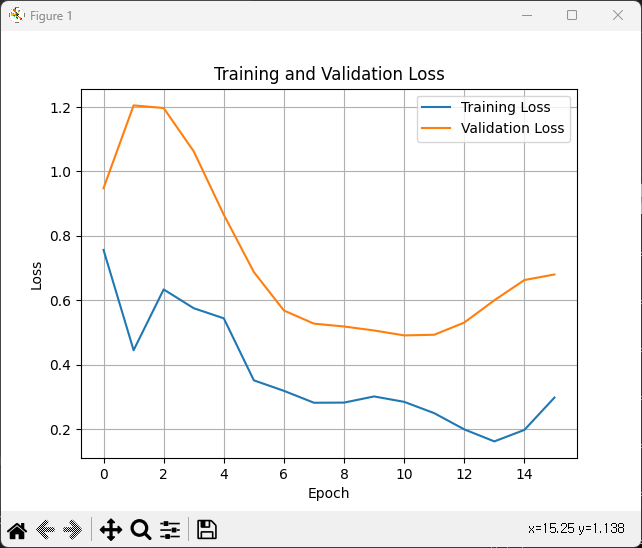 Figure 1
Training and Validation Loss
Training Loss
Validation Loss
1.2
1.0
0.8
0.6
0.4
0.2
Loss
0 2 4 6 8 10 12 14
Epoch
x=15.25 y=1.138